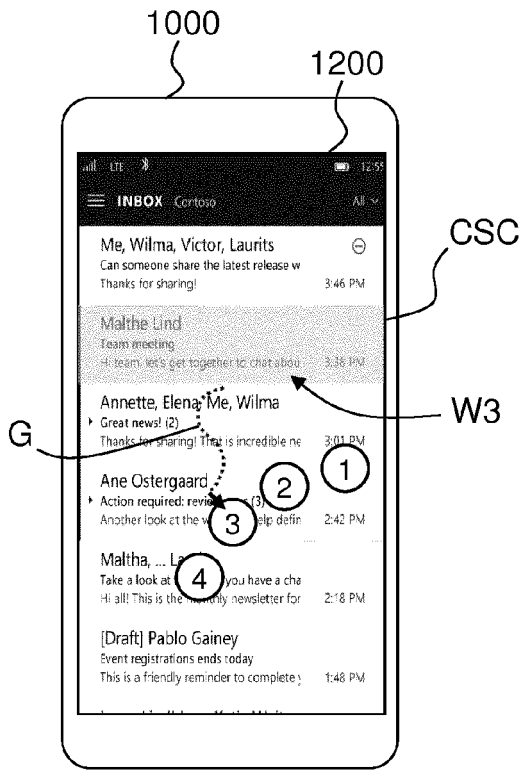 1000
1200
LTE 12:55
INBOX Contoso All
CSC
Me, Wilma, Victor, Laurits
Can someone share the latest release w
Thanks for sharing! 3:46 PM
Malthe Lind
Team meeting
Hi team, let's get together to chat abou 3:38 PM
W3
Annette, Elena, Me, Wilma
G
Great news! (2)
Thanks for sharing! That is incredible ne 3:01 PM
1
Ane Ostergaard
2
Action required: (3)
3
Another look at the help defin 2:42 PM
Maltha, ...
4
Take a look at you have a cha
Hi all! This is the monthly newsletter for 2:18 PM
[Draft] Pablo Gainey
Event registrations ends today
This is a friendly reminder to complete y 1:48 PM